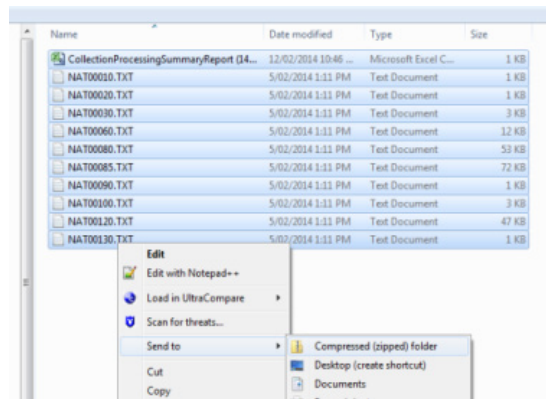 Name Date modified Type Size
CollectionProcessingSummaryReport (14... 12/02/2014 10:46 ... Microsoft Excel C... 1 KB
NAT00010.TXT 5/02/2014 1:11 PM Text Document 1 KB
NAT00020.TXT 5/02/2014 1:11 PM Text Document 1 KB
NAT00030.TXT 5/02/2014 1:11 PM Text Document 3 KB
NAT00060.TXT 5/02/2014 1:11 PM Text Document 12 KB
NAT00080.TXT 5/02/2014 1:11 PM Text Document 53 KB
NAT00085.TXT 5/02/2014 1:11 PM Text Document 72 KB
NAT00090.TXT 5/02/2014 1:11 PM Text Document 1 KB
NAT00100.TXT 5/02/2014 1:11 PM Text Document 3 KB
NAT00120.TXT 5/02/2014 1:11 PM Text Document 47 KB
NAT00130.TXT 5/02/2014 1:11 PM Text Document 1 KB
Edit
Edit with Notepad++
Load in UltraCompare
Scan for threats...
Send to
Compressed (zipped) folder
Desktop (create shortcut)
Documents
Cut
Copy